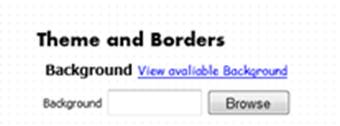 Theme and Borders
Background View avaliable Background
Background Browse